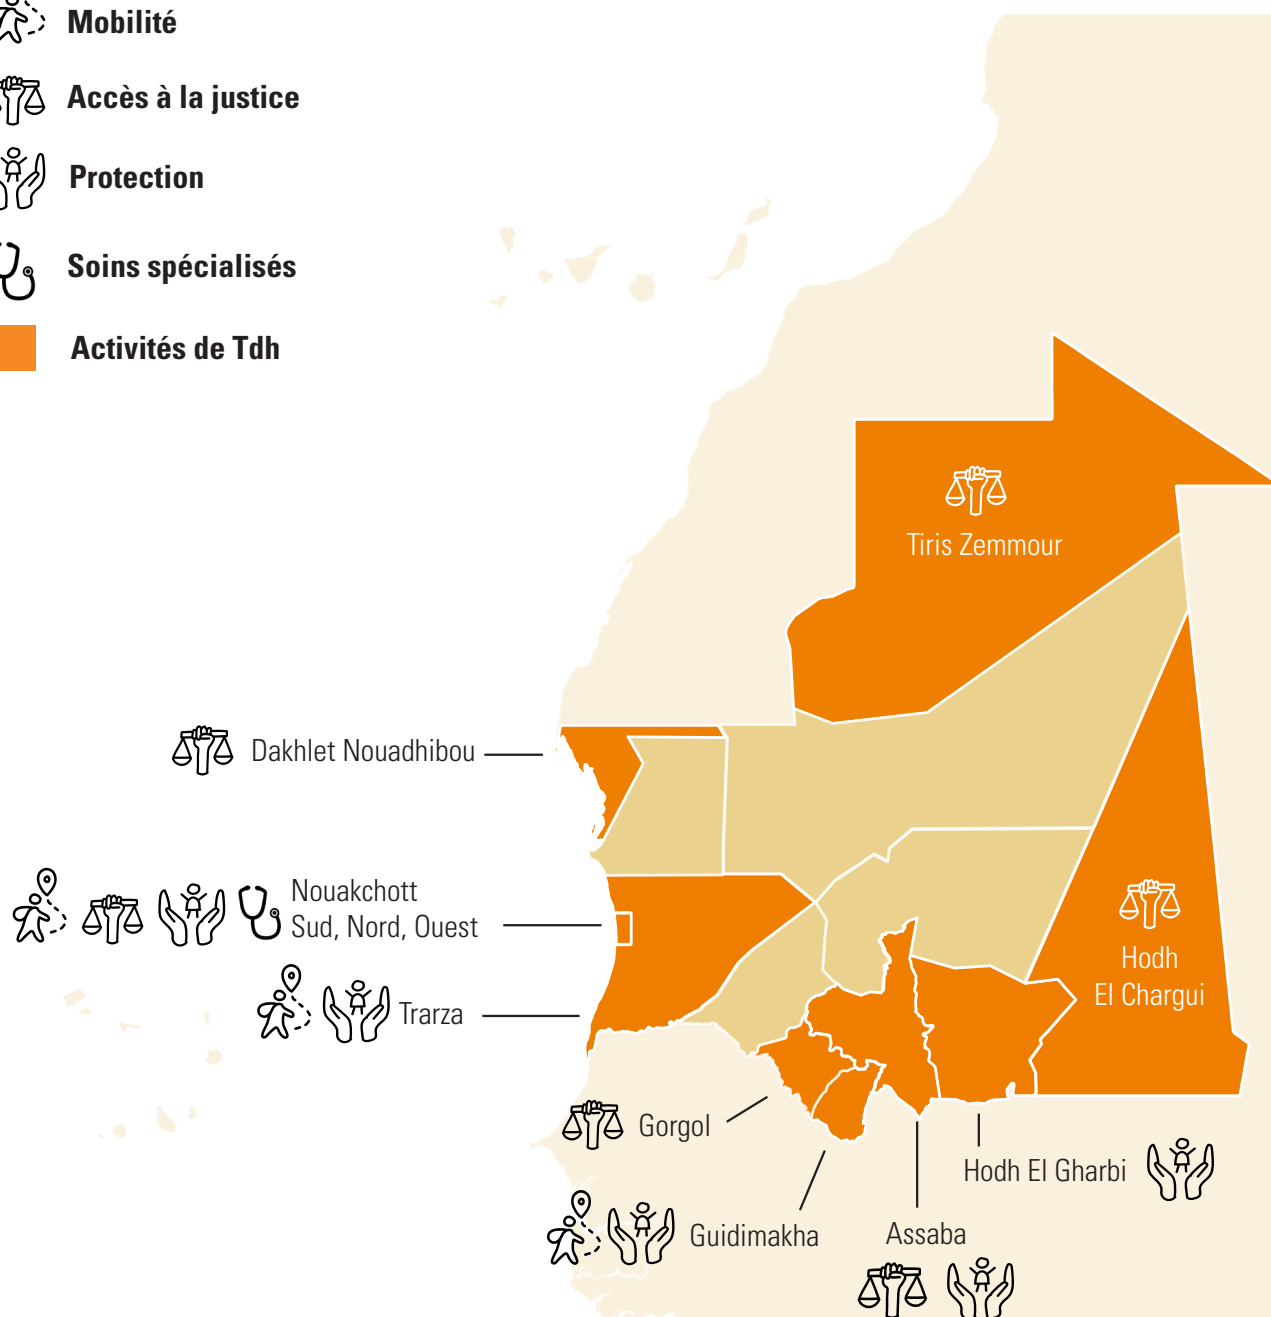 Mobilité
Accès à la justice
Protection
Soins spécialisés
Activités de Tdh
Tiris Zemmour
Dakhlet Nouadhibou
Nouakchott
Sud, Nord, Ouest
Hodh
El Chargui
Trarza
Gorgol
Hodh El Gharbi
Guidimakha
Assaba